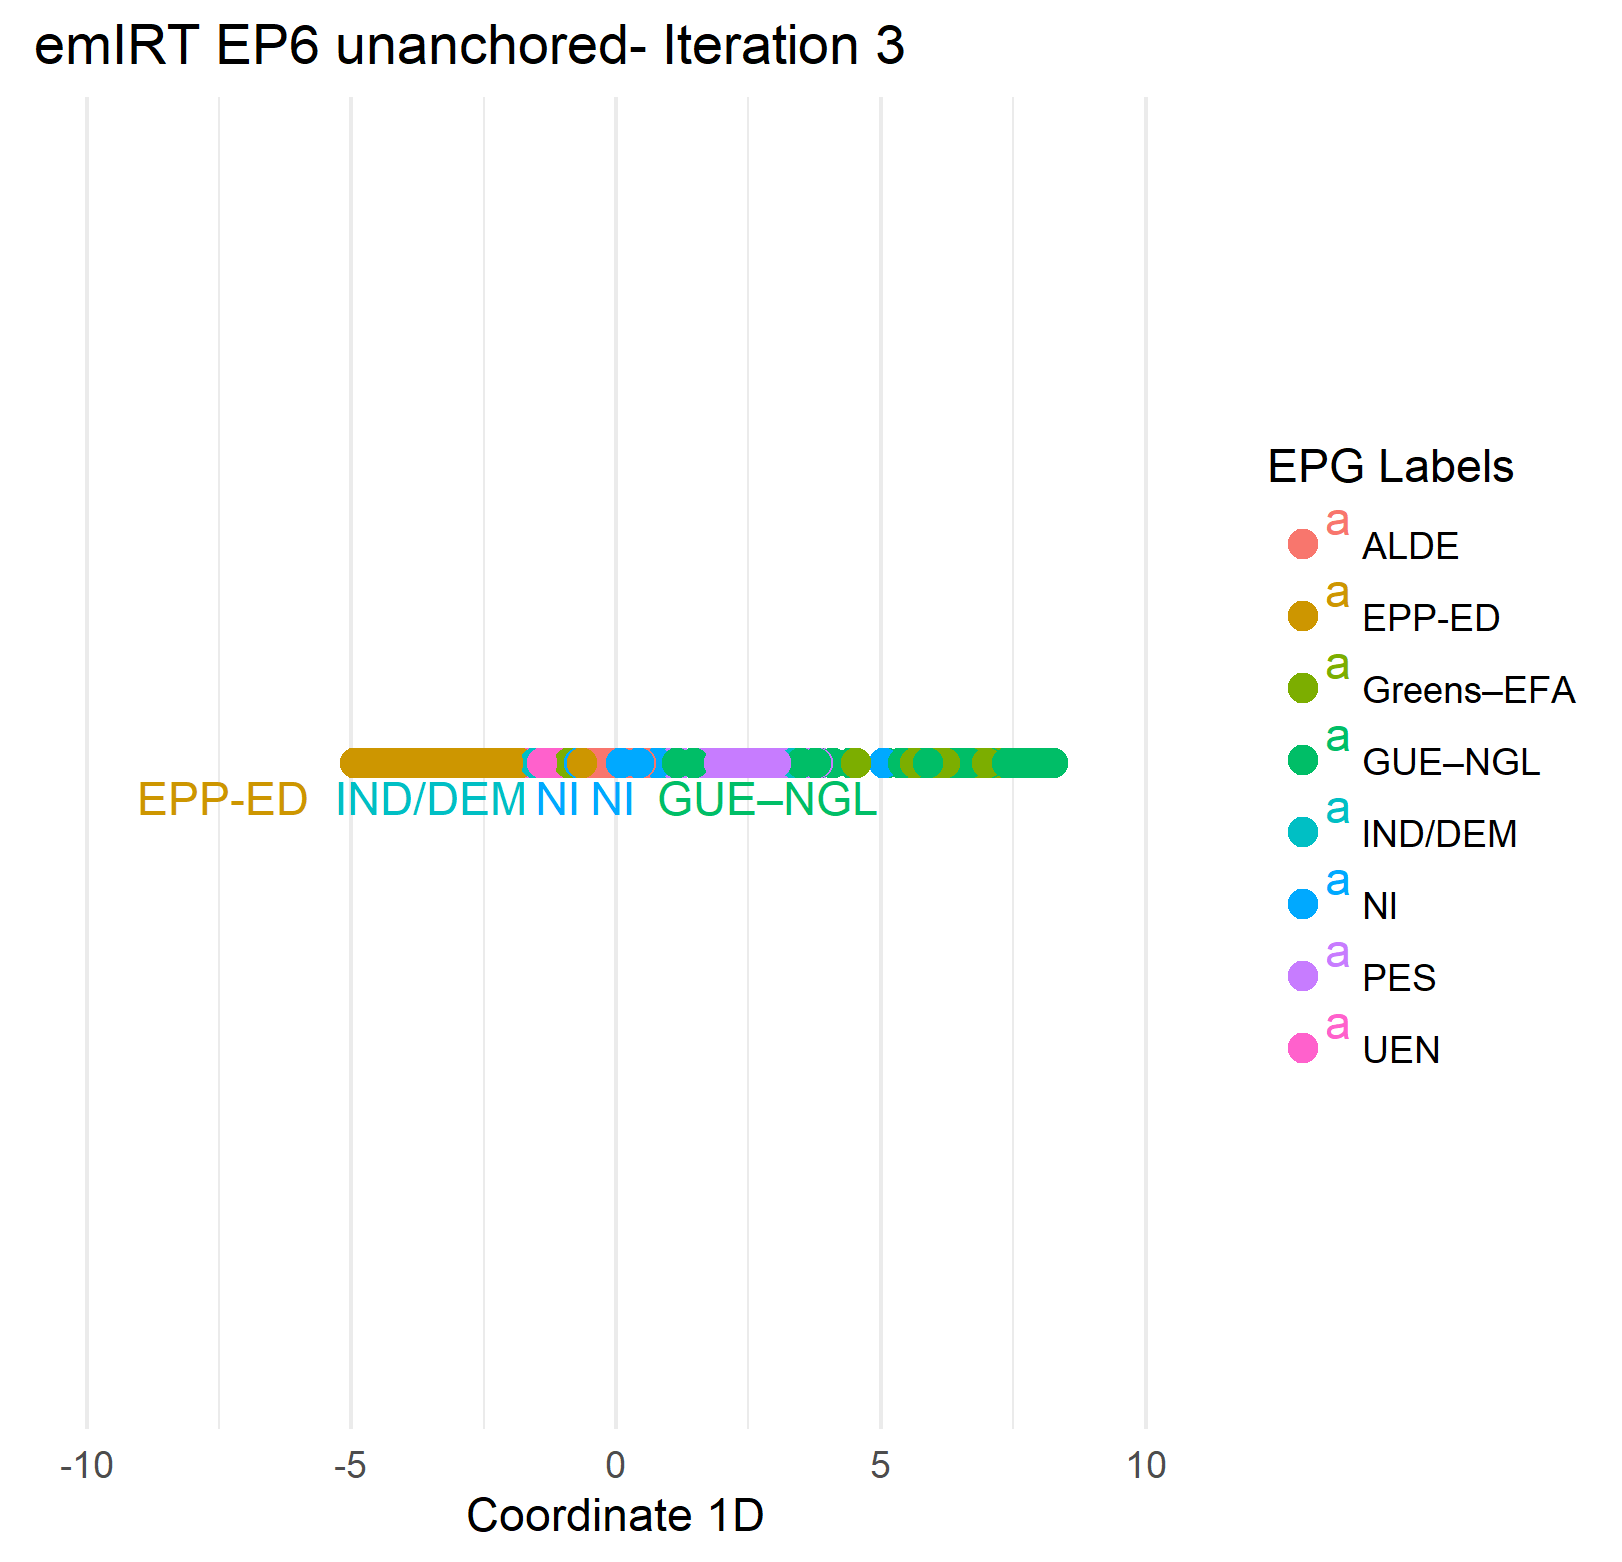 emIRT EP6 unanchored- Iteration 3
EPP-ED IND/DEM NI NI GUE–NGL
-10 -5 0 5 10
Coordinate 1D
EPG Labels
a ALDE
a EPP-ED
a Greens–EFA
a GUE–NGL
a IND/DEM
a NI
a PES
a UEN